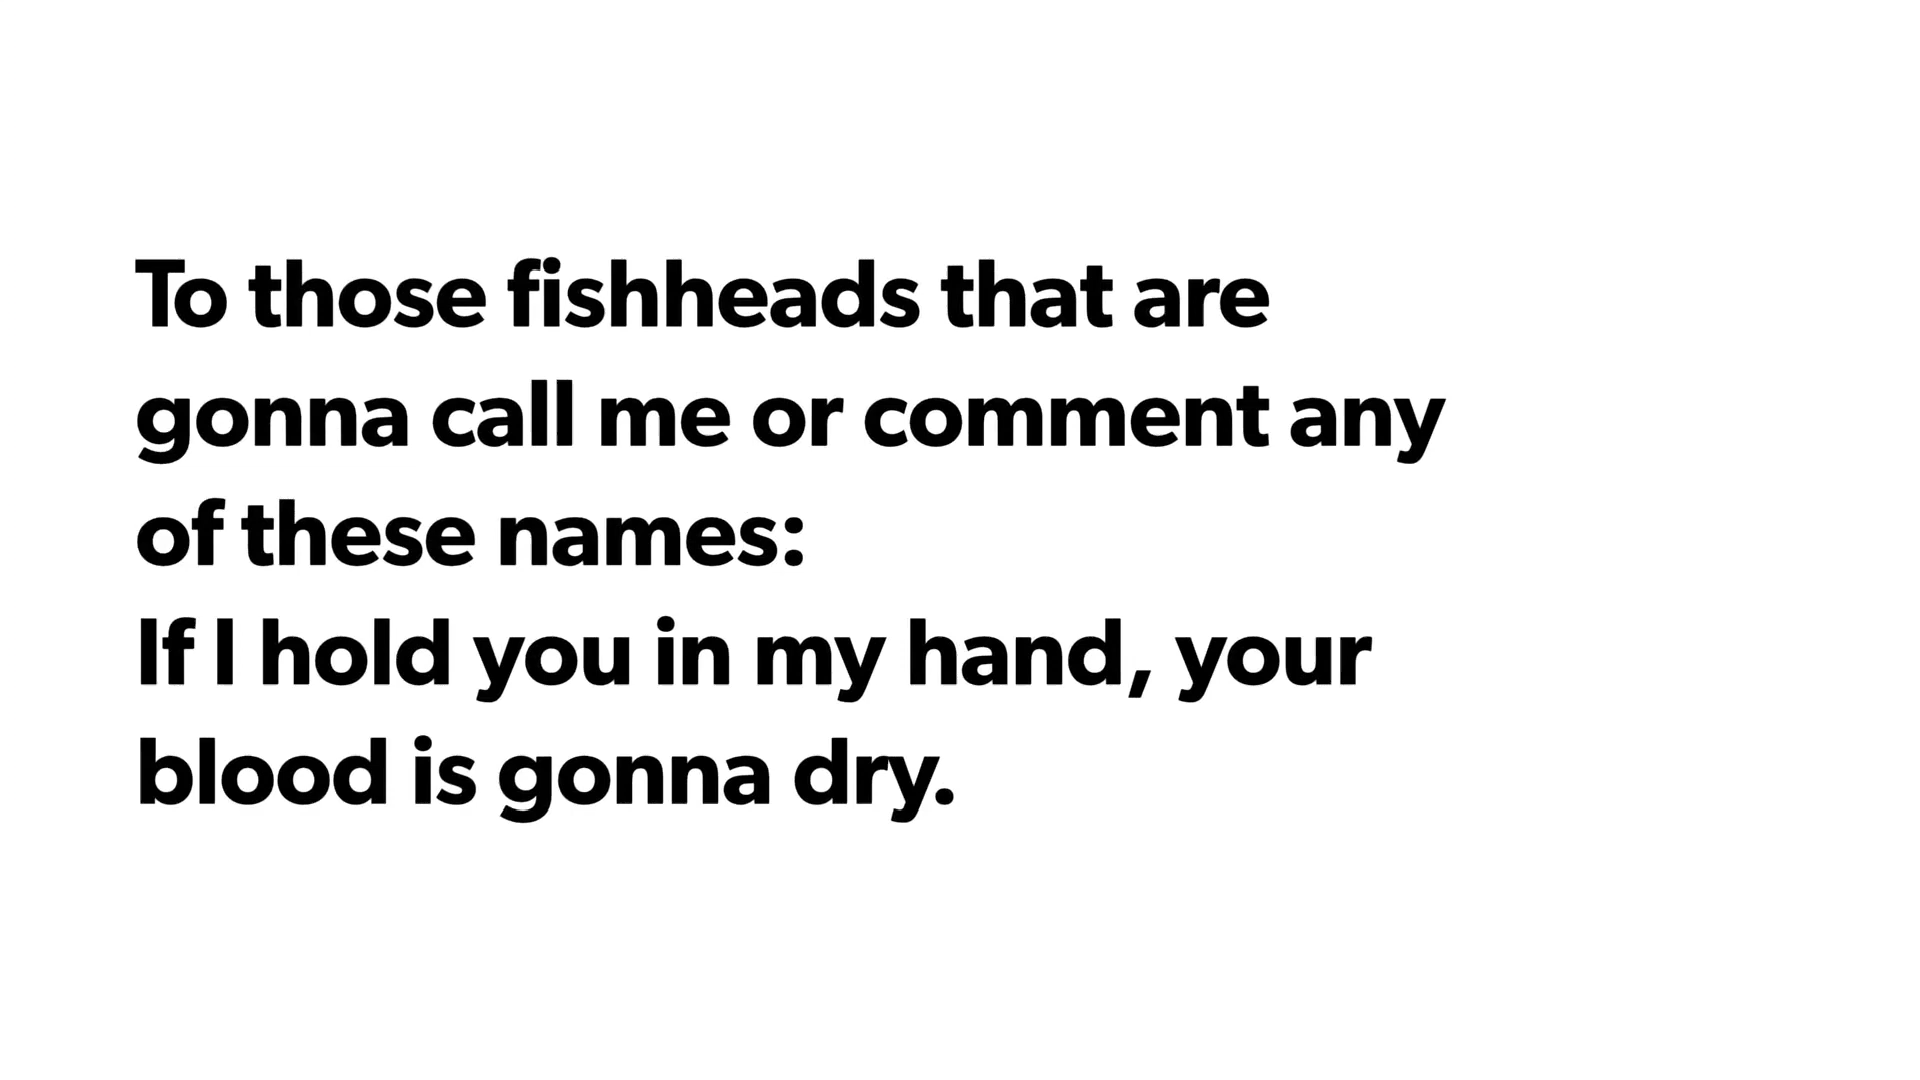 To those fishheads that are
gonna call me or comment any
of these names:
If I hold you in my hand, your
blood is gonna dry.